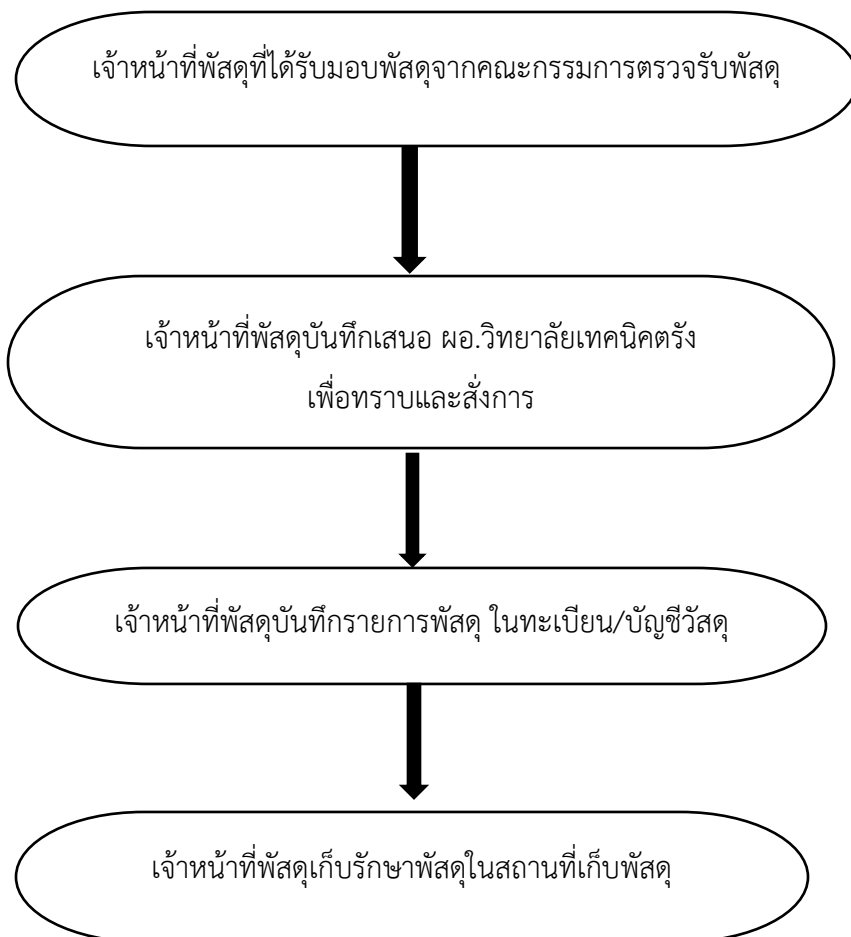 เจ้าหน้าที่พัสดุที่ได้รับมอบพัสดุจากคณะกรรมการตรวจรับพัสดุ
เจ้าหน้าที่พัสดุบันทึกเสนอ ผอ.วิทยาลัยเทคนิคตรัง
เพื่อทราบและสั่งการ
เจ้าหน้าที่พัสดุบันทึกรายการพัสดุ ในทะเบียน/บัญชีวัสดุ
เจ้าหน้าที่พัสดุเก็บรักษาพัสดุในสถานที่เก็บพัสดุ